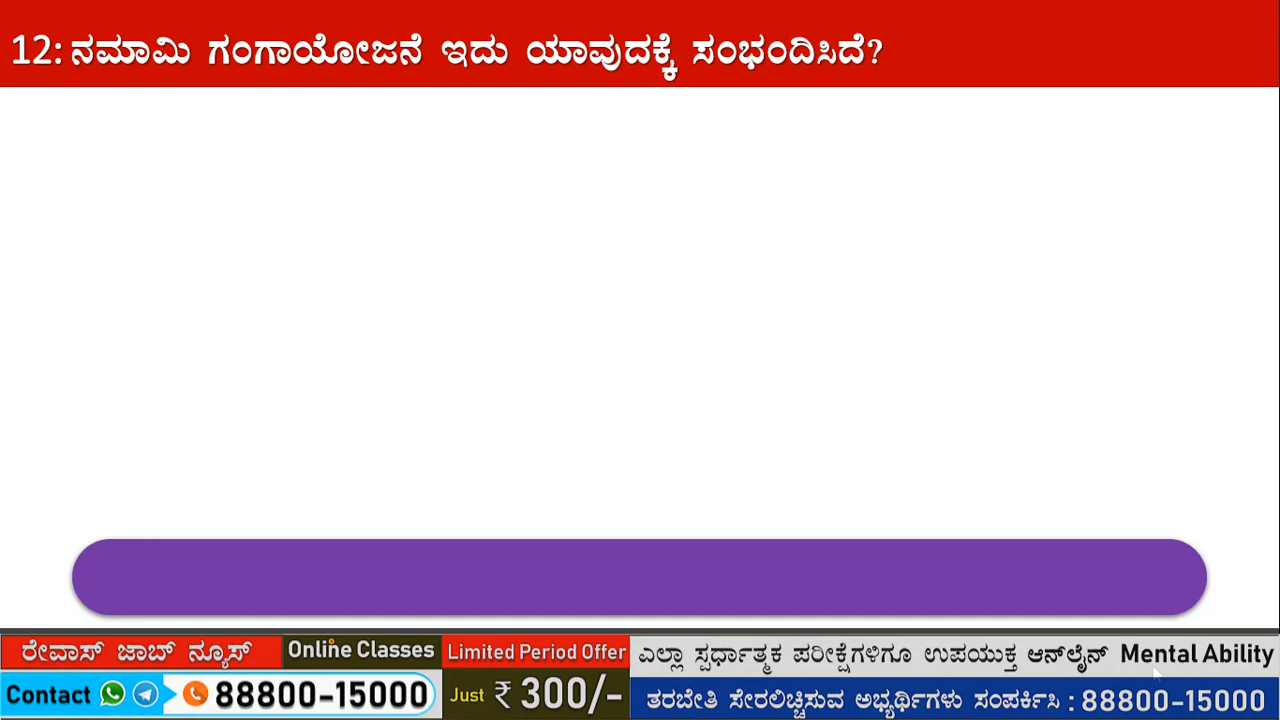 12: ನಮಾಮಿ ಗಂಗಾಯೋಜನೆ ಇದು ಯಾವುದಕ್ಕೆ ಸಂಭಂದಿಸಿದೆ?
ರೇವಾಸ್ ಜಾಬ್ ನ್ಯೂಸ್
Online Classes
Limited Period Offer
ಎಲ್ಲಾ ಸ್ಪರ್ಧಾತ್ಮಕ ಪರೀಕ್ಷೆಗಳಿಗೂ ಉಪಯುಕ್ತ ಆನ್‌ಲೈನ್ Mental Ability
Contact 88800-15000
Just ₹ 300/-
ತರಬೇತಿ ಸೇರಲಿಚ್ಚಿಸುವ ಅಭ್ಯರ್ಥಿಗಳು ಸಂಪರ್ಕಿಸಿ : 88800-15000